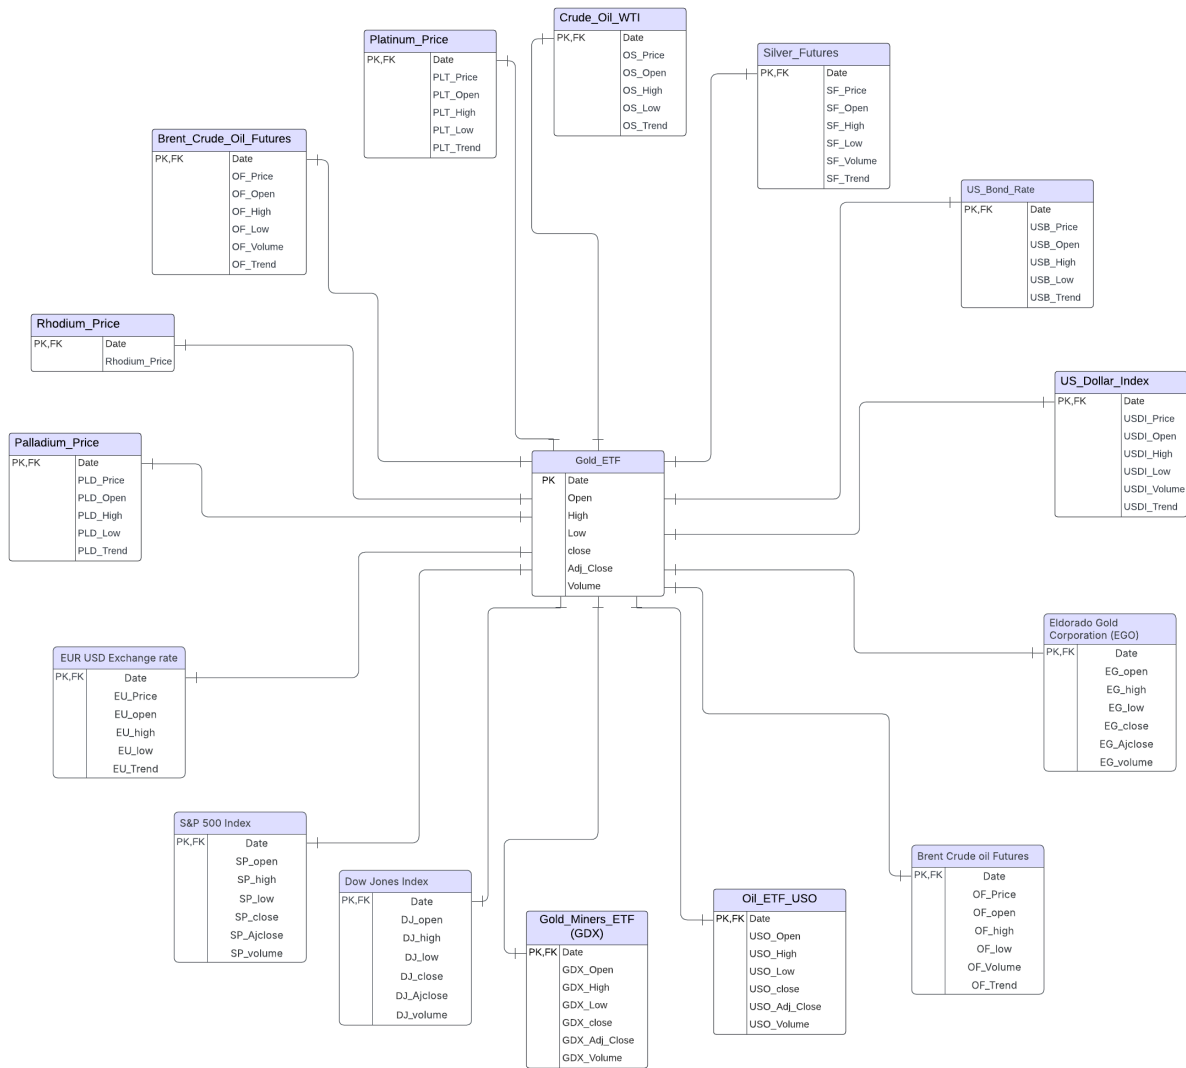 Crude_Oil_WTI
PK,FK Date
OS_Price
OS_Open
OS_High
OS_Low
OS_Trend
Platinum_Price
PK,FK Date
PLT_Price
PLT_Open
PLT_High
PLT_Low
PLT_Trend
Silver_Futures
PK,FK Date
SF_Price
SF_Open
SF_High
SF_Low
SF_Volume
SF_Trend
Brent_Crude_Oil_Futures
PK,FK Date
OF_Price
OF_Open
OF_High
OF_Low
OF_Volume
OF_Trend
US_Bond_Rate
PK,FK Date
USB_Price
USB_Open
USB_High
USB_Low
USB_Trend
Rhodium_Price
PK,FK Date
Rhodium_Price
US_Dollar_Index
PK,FK Date
USDI_Price
USDI_Open
USDI_High
USDI_Low
USDI_Volume
USDI_Trend
Palladium_Price
PK,FK Date
PLD_Price
PLD_Open
PLD_High
PLD_Low
PLD_Trend
Gold_ETF
PK Date
Open
High
Low
close
Adj_Close
Volume
Eldorado Gold
Corporation (EGO)
PK,FK Date
EG_open
EG_high
EG_low
EG_close
EG_Ajclose
EG_volume
EUR USD Exchange rate
PK,FK Date
EU_Price
EU_open
EU_high
EU_low
EU_Trend
S&P 500 Index
PK,FK Date
SP_open
SP_high
SP_low
SP_close
SP_Ajclose
SP_volume
Dow Jones Index
PK,FK Date
DJ_open
DJ_high
DJ_low
DJ_close
DJ_Ajclose
DJ_volume
Gold_Miners_ETF
(GDX)
PK,FK Date
GDX_Open
GDX_High
GDX_Low
GDX_close
GDX_Adj_Close
GDX_Volume
Oil_ETF_USO
PK,FK Date
USO_Open
USO_High
USO_Low
USO_close
USO_Adj_Close
USO_Volume
Brent Crude oil Futures
PK,FK Date
OF_Price
OF_open
OF_high
OF_low
OF_Volume
OF_Trend